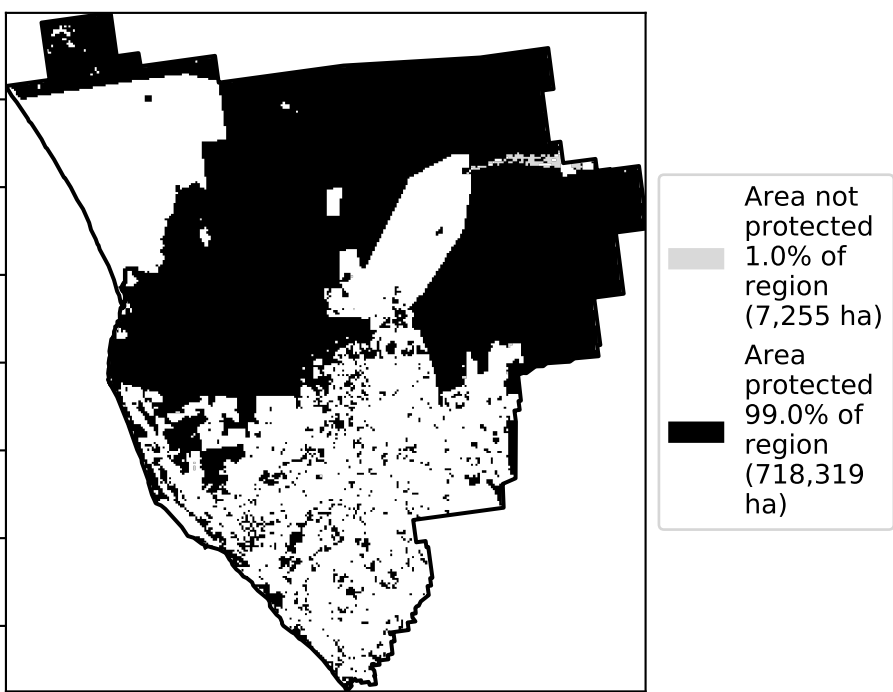 Area not
protected
1.0% of
region
(7,255 ha)
Area
protected
99.0% of
region
(718,319
ha)